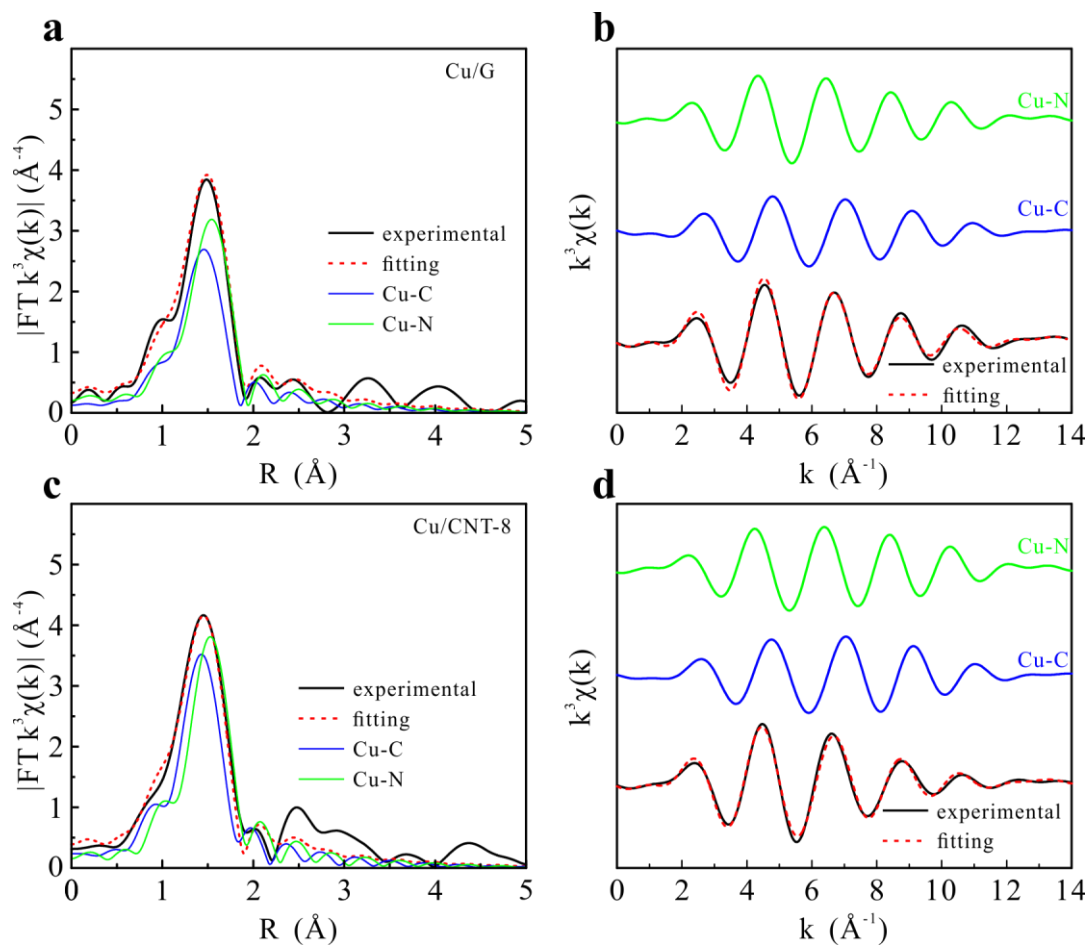 a
Cu/G
|FT k³χ(k)| (Å⁻⁴)
5
4
3
2
1
0
experimental
fitting
Cu-C
Cu-N
0 1 2 3 4 5
R (Å)
b
Cu-N
Cu-C
k³χ(k)
experimental
fitting
0 2 4 6 8 10 12 14
k (Å⁻¹)
c
Cu/CNT-8
|FT k³χ(k)| (Å⁻⁴)
5
4
3
2
1
0
experimental
fitting
Cu-C
Cu-N
0 1 2 3 4 5
R (Å)
d
Cu-N
Cu-C
k³χ(k)
experimental
fitting
0 2 4 6 8 10 12 14
k (Å⁻¹)